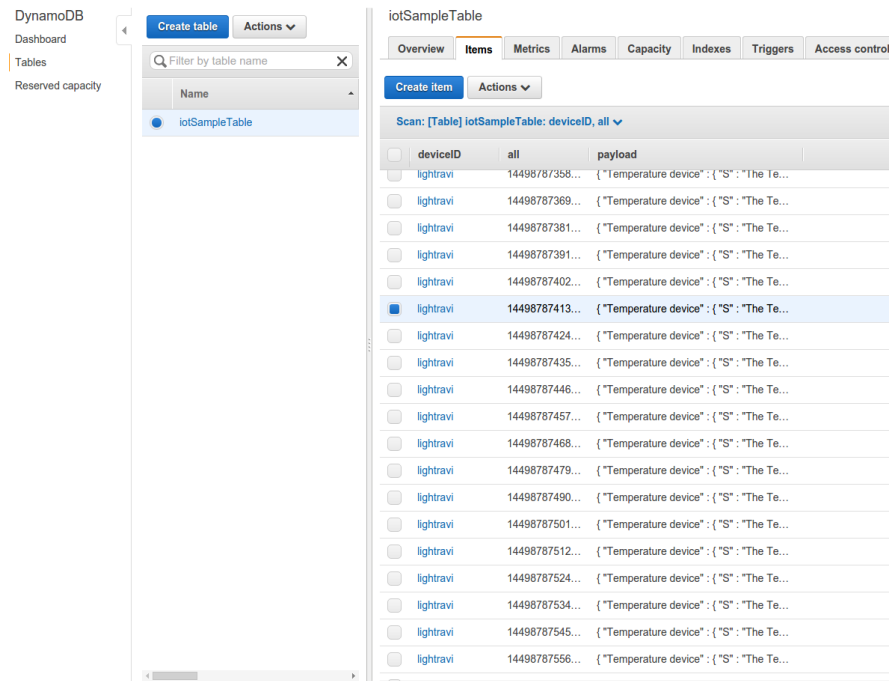 DynamoDB
Dashboard
Tables
Reserved capacity
Create table Actions
Filter by table name
Name
iotSampleTable
iotSampleTable
Overview Items Metrics Alarms Capacity Indexes Triggers Access control
Create item Actions
Scan: [Table] iotSampleTable: deviceID, all
deviceID all payload
lightravi 14498787358... { "Temperature device" : { "S" : "The Te...
lightravi 14498787369... { "Temperature device" : { "S" : "The Te...
lightravi 14498787381... { "Temperature device" : { "S" : "The Te...
lightravi 14498787391... { "Temperature device" : { "S" : "The Te...
lightravi 14498787402... { "Temperature device" : { "S" : "The Te...
lightravi 14498787413... { "Temperature device" : { "S" : "The Te...
lightravi 14498787424... { "Temperature device" : { "S" : "The Te...
lightravi 14498787435... { "Temperature device" : { "S" : "The Te...
lightravi 14498787446... { "Temperature device" : { "S" : "The Te...
lightravi 14498787457... { "Temperature device" : { "S" : "The Te...
lightravi 14498787468... { "Temperature device" : { "S" : "The Te...
lightravi 14498787479... { "Temperature device" : { "S" : "The Te...
lightravi 14498787490... { "Temperature device" : { "S" : "The Te...
lightravi 14498787501... { "Temperature device" : { "S" : "The Te...
lightravi 14498787512... { "Temperature device" : { "S" : "The Te...
lightravi 14498787524... { "Temperature device" : { "S" : "The Te...
lightravi 14498787534... { "Temperature device" : { "S" : "The Te...
lightravi 14498787545... { "Temperature device" : { "S" : "The Te...
lightravi 14498787556... { "Temperature device" : { "S" : "The Te...